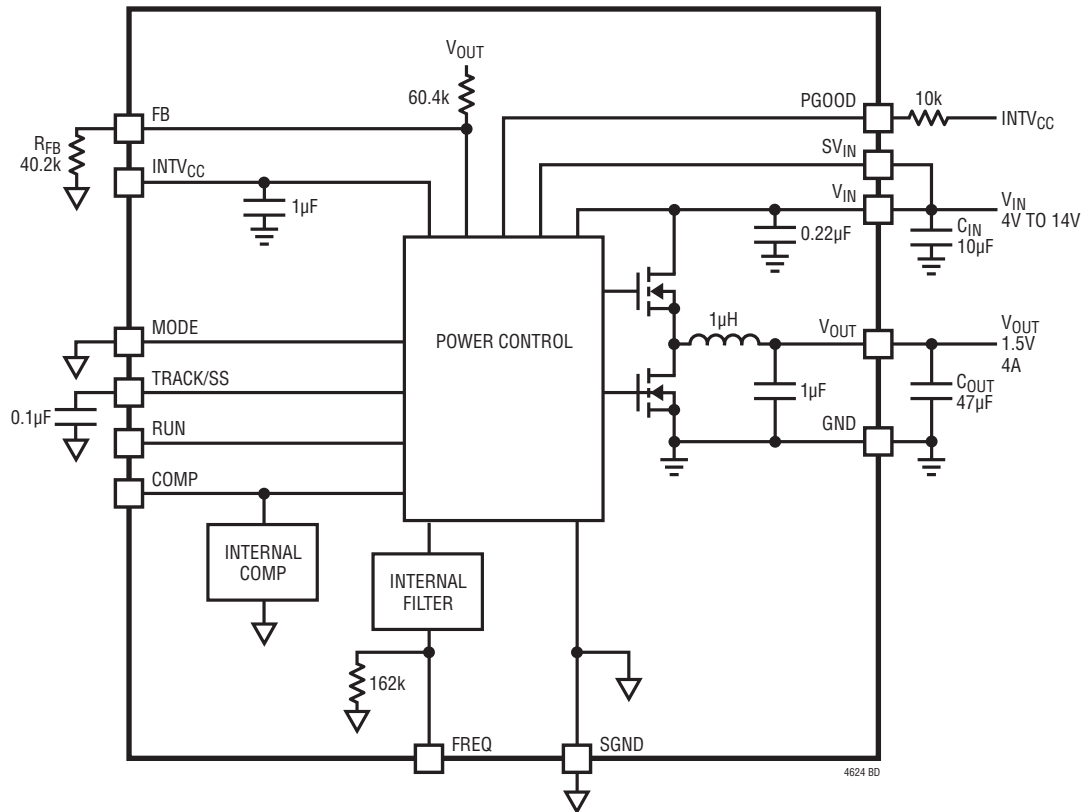 VOUT
60.4k
FB
RFB
40.2k
INTVCC
1µF
PGOOD
10k
INTVCC
SVIN
VIN
VIN
4V TO 14V
0.22µF
CIN
10µF
MODE
TRACK/SS
0.1µF
RUN
COMP
POWER CONTROL
1µH
VOUT
VOUT
1.5V
4A
1µF
COUT
47µF
GND
INTERNAL
COMP
INTERNAL
FILTER
162k
FREQ
SGND
4624 BD